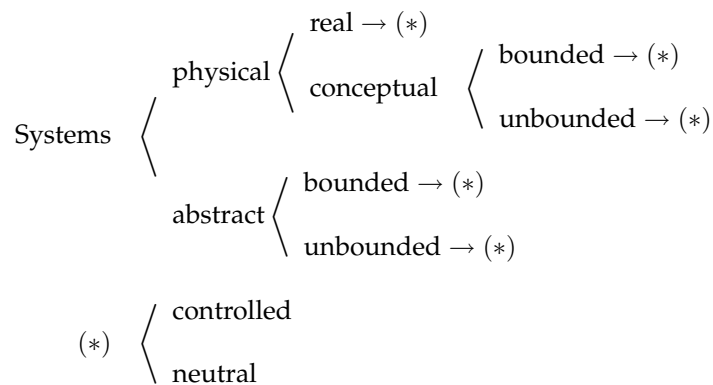 real → (∗)
physical
bounded → (∗)
conceptual
unbounded → (∗)
Systems
bounded → (∗)
abstract
unbounded → (∗)
controlled
(∗)
neutral